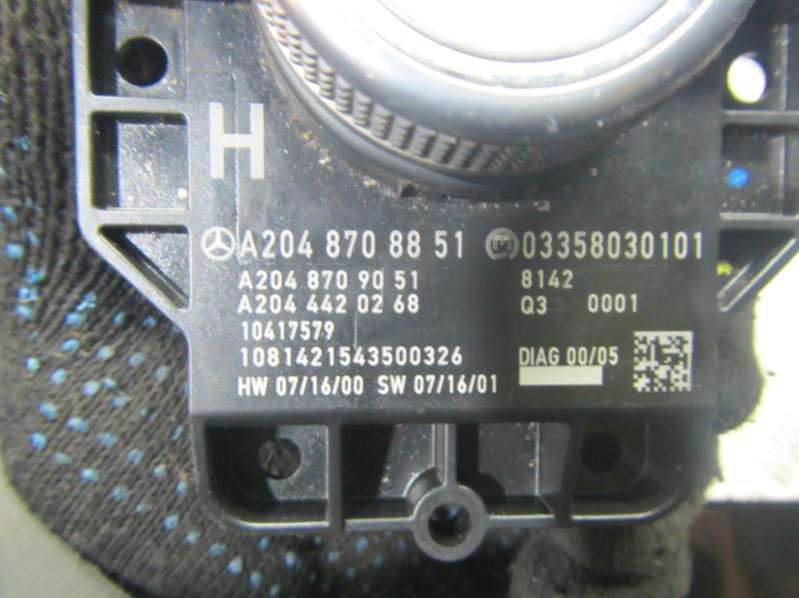 H
A204 870 88 51 03358030101
A204 870 90 51 8142
A204 442 02 68 Q3 0001
10417579
1081421543500326 DIAG 00/05
HW 07/16/00 SW 07/16/01